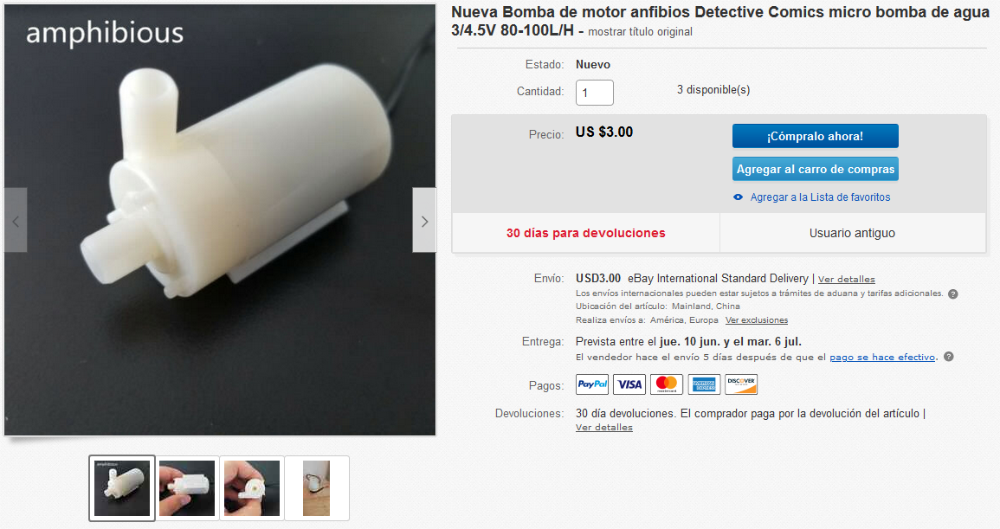 amphibious
Nueva Bomba de motor anfibios Detective Comics micro bomba de agua
3/4.5V 80-100L/H - mostrar título original
Estado: Nuevo
Cantidad: 1 3 disponible(s)
Precio: US $3.00
¡Cómpralo ahora!
Agregar al carro de compras
Agregar a la Lista de favoritos
30 días para devoluciones
Usuario antiguo
Envío: USD3.00 eBay International Standard Delivery | Ver detalles
Los envíos internacionales pueden estar sujetos a trámites de aduana y tarifas adicionales. ?
Ubicación del artículo: Mainland, China
Realiza envíos a: América, Europa Ver exclusiones
Entrega: Prevista entre el jue. 10 jun. y el mar. 6 jul.
El vendedor hace el envío 5 días después de que el pago se hace efectivo. ?
Pagos: PayPal VISA mastercard AMERICAN EXPRESS DISCOVER
Devoluciones: 30 día devoluciones. El comprador paga por la devolución del artículo |
Ver detalles
amphibious